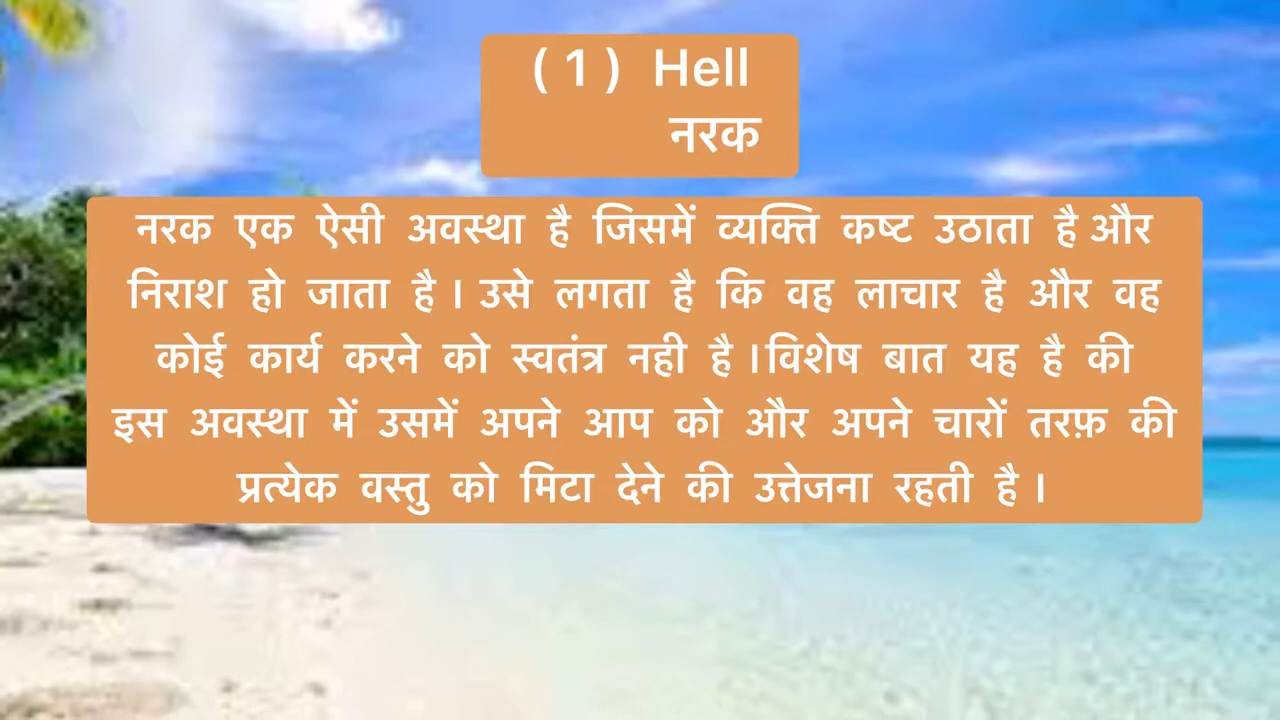 (1) Hell
नरक
नरक एक ऐसी अवस्था है जिसमें व्यक्ति कष्ट उठाता है और
निराश हो जाता है । उसे लगता है कि वह लाचार है और वह
कोई कार्य करने को स्वतंत्र नही है ।विशेष बात यह है की
इस अवस्था में उसमें अपने आप को और अपने चारों तरफ़ की
प्रत्येक वस्तु को मिटा देने की उत्तेजना रहती है ।